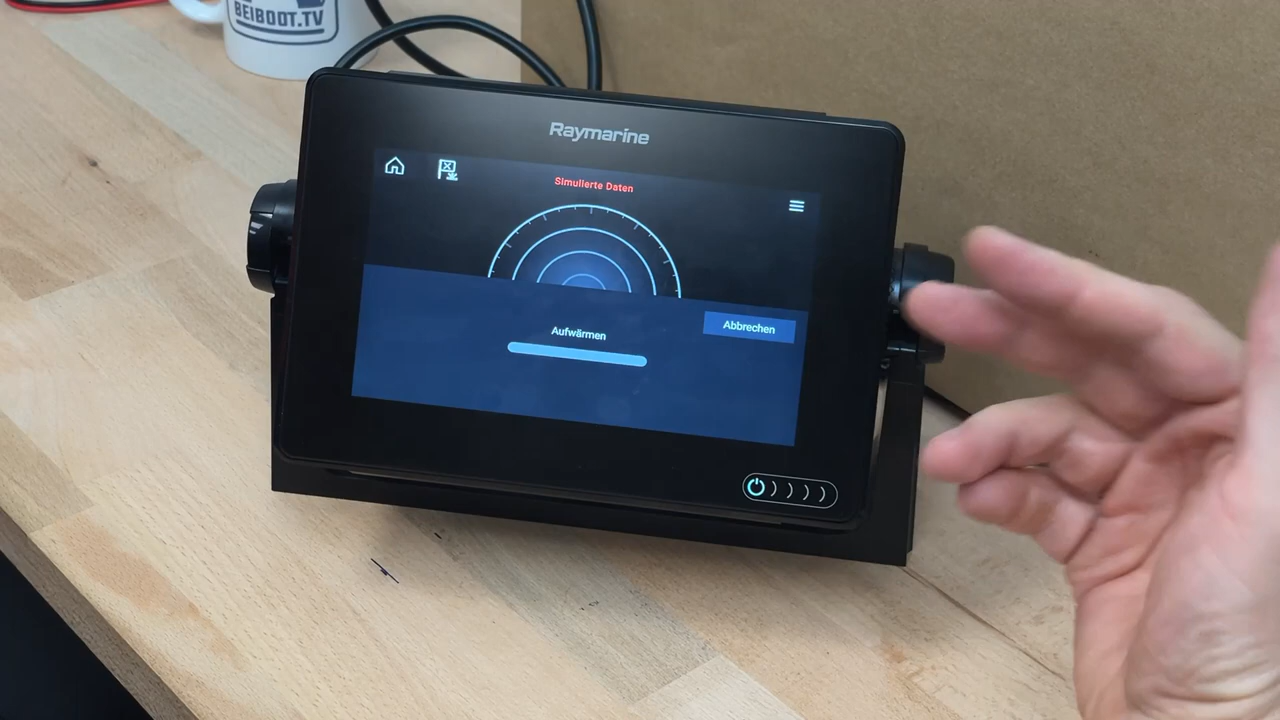 BEIBOOT.TV
Raymarine
Simulierte Daten
Abbrechen
Aufwärmen